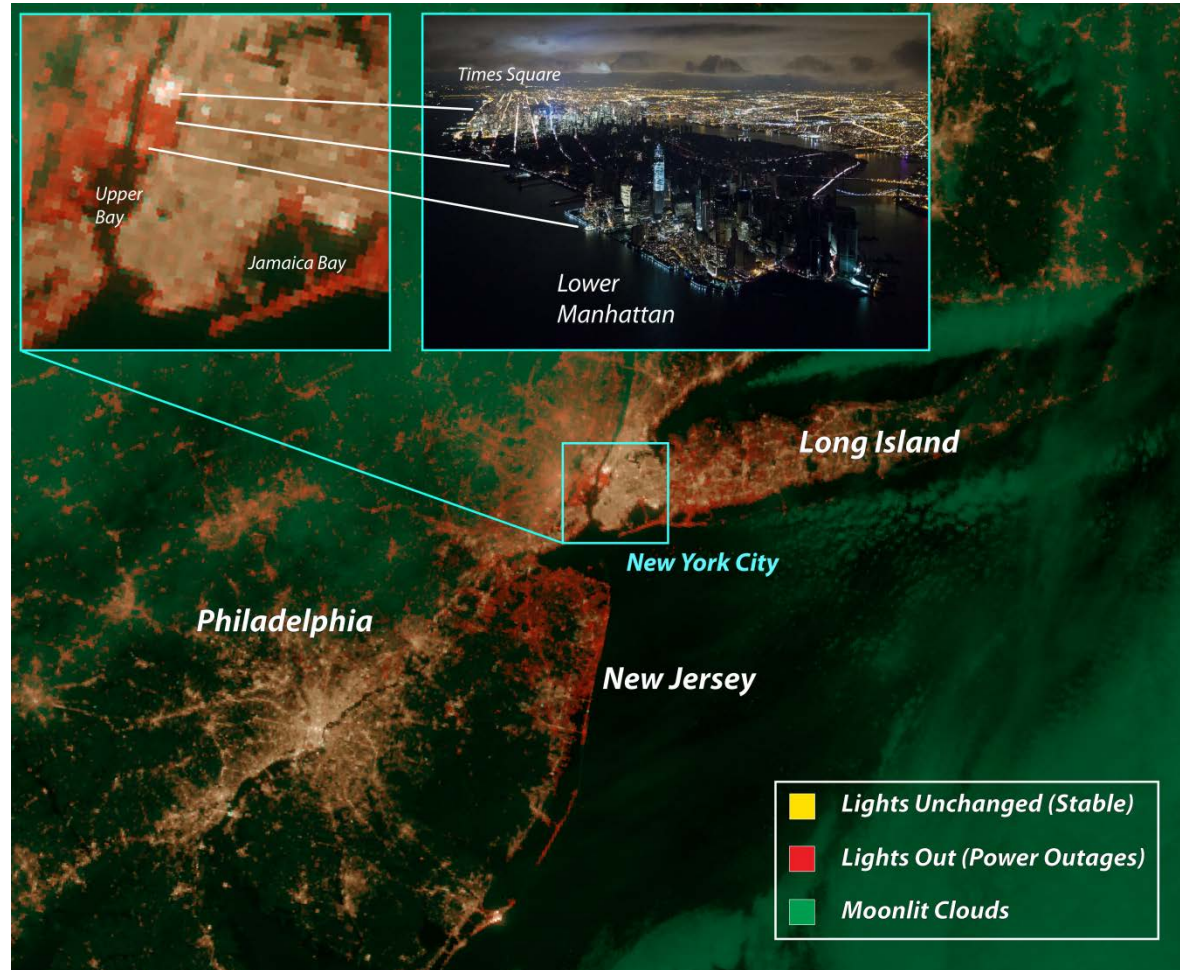 Times Square
Upper
Bay
Jamaica Bay
Lower
Manhattan
Long Island
New York City
Philadelphia
New Jersey
Lights Unchanged (Stable)
Lights Out (Power Outages)
Moonlit Clouds